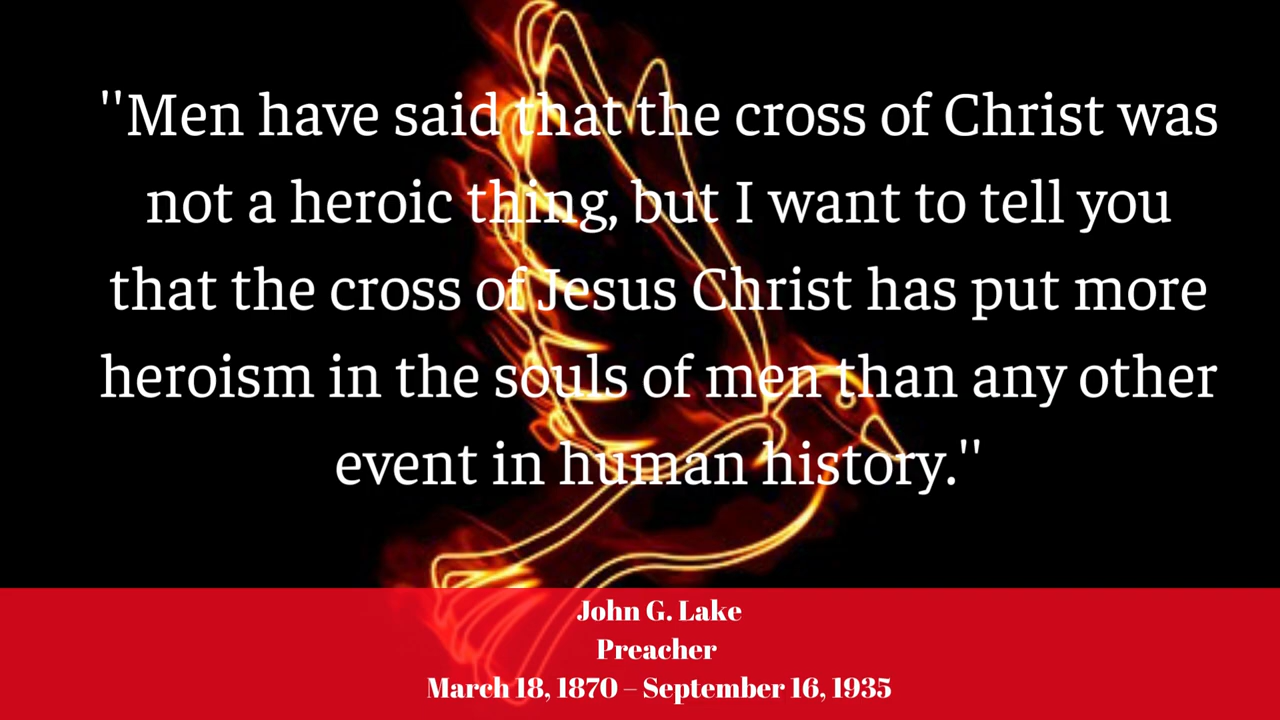 "Men have said that the cross of Christ was
not a heroic thing, but I want to tell you
that the cross of Jesus Christ has put more
heroism in the souls of men than any other
event in human history."
John G. Lake
Preacher
March 18, 1870 – September 16, 1935